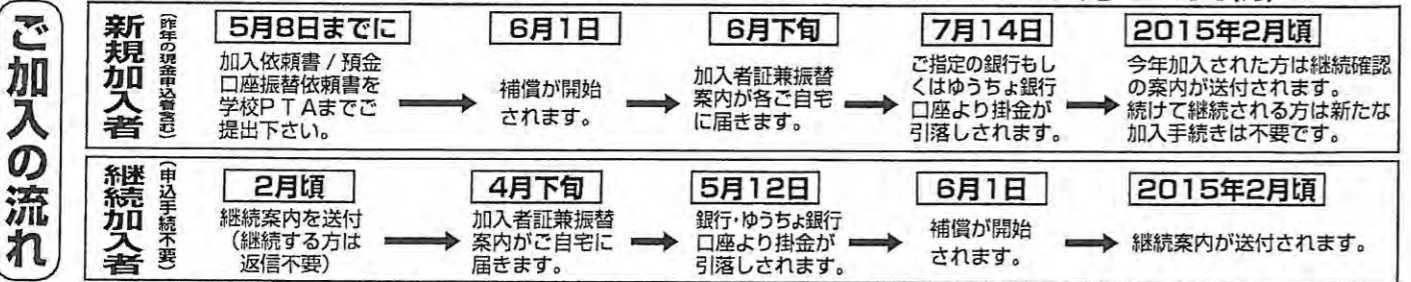 ご加入の流れ
新規加入者
(昨年の現金申込者含む)
5月8日までに
加入依頼書/預金
口座振替依頼書を
学校PTAまでご
提出下さい。
6月1日
補償が開始
されます。
6月下旬
加入者証兼振替
案内が各ご自宅
に届きます。
7月14日
ご指定の銀行もし
くはゆうちょ銀行
口座より掛金が
引落しされます。
2015年2月頃
今年加入された方は継続確認
の案内が送付されます。
続けて継続される方は新たな
加入手続きは不要です。
継続加入者
(申込手続不要)
2月頃
継続案内を送付
(継続する方は
返信不要)
4月下旬
加入者証兼振替
案内がご自宅に
届きます。
5月12日
銀行・ゆうちょ銀行
口座より掛金が
引落しされます。
6月1日
補償が開始
されます。
2015年2月頃
継続案内が送付されます。